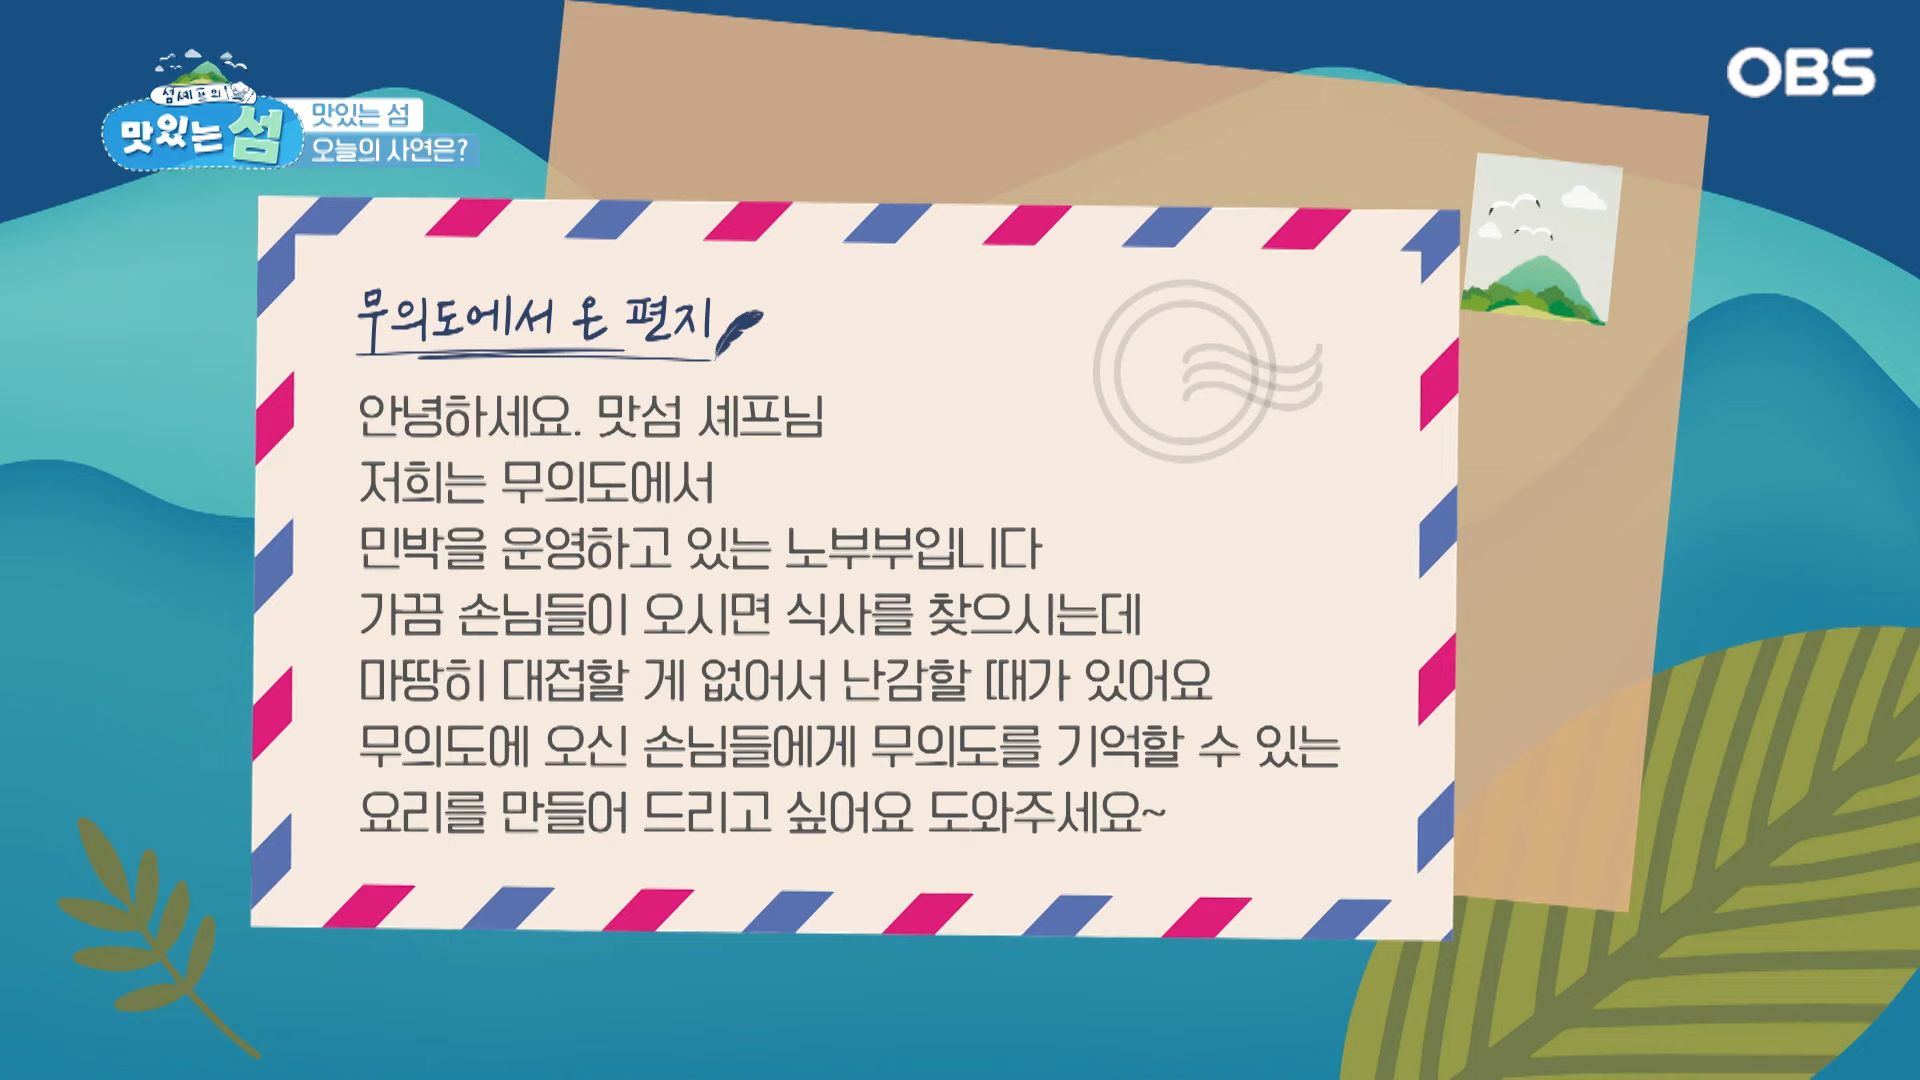 섬셰프의
맛있는 섬
맛있는 섬
오늘의 사연은?
OBS
무의도에서 온 편지
안녕하세요. 맛섬 셰프님
저희는 무의도에서
민박을 운영하고 있는 노부부입니다
가끔 손님들이 오시면 식사를 찾으시는데
마땅히 대접할 게 없어서 난감할 때가 있어요
무의도에 오신 손님들에게 무의도를 기억할 수 있는
요리를 만들어 드리고 싶어요 도와주세요~